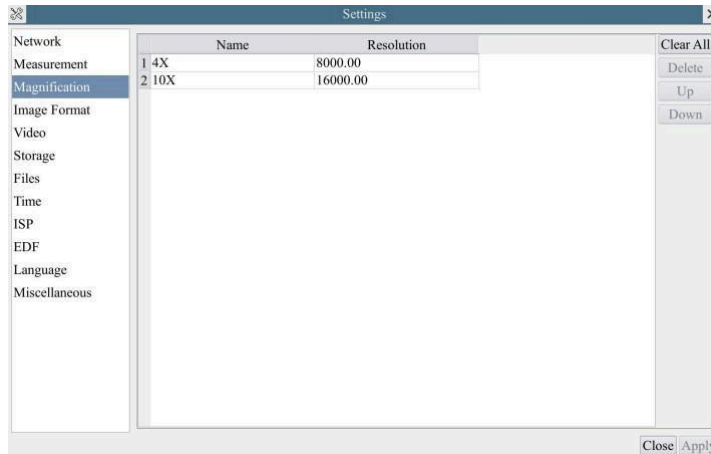 Settings
Network
Measurement
Magnification
Image Format
Video
Storage
Files
Time
ISP
EDF
Language
Miscellaneous
Name Resolution
1 4X 8000.00
2 10X 16000.00
Clear All
Delete
Up
Down
Close Apply